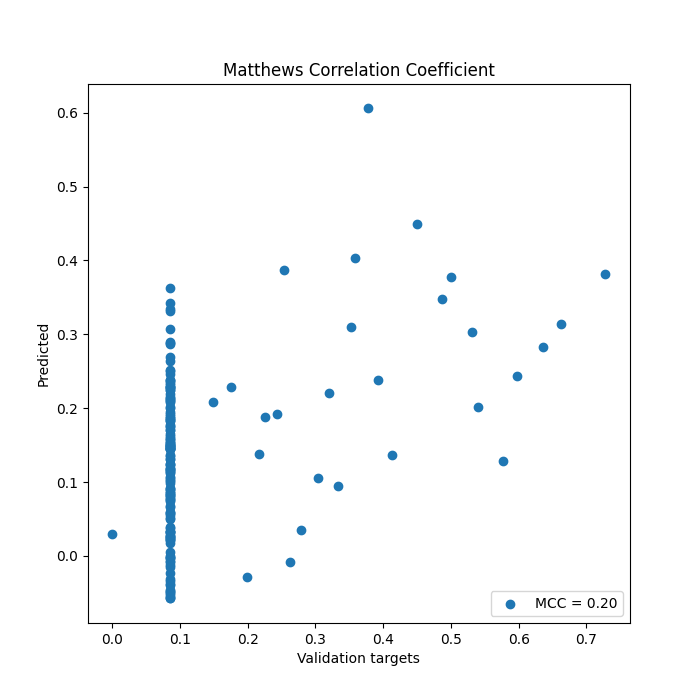 Matthews Correlation Coefficient
0.6
0.5
0.4
0.3
0.2
0.1
0.0
Predicted
MCC = 0.20
0.0 0.1 0.2 0.3 0.4 0.5 0.6 0.7
Validation targets